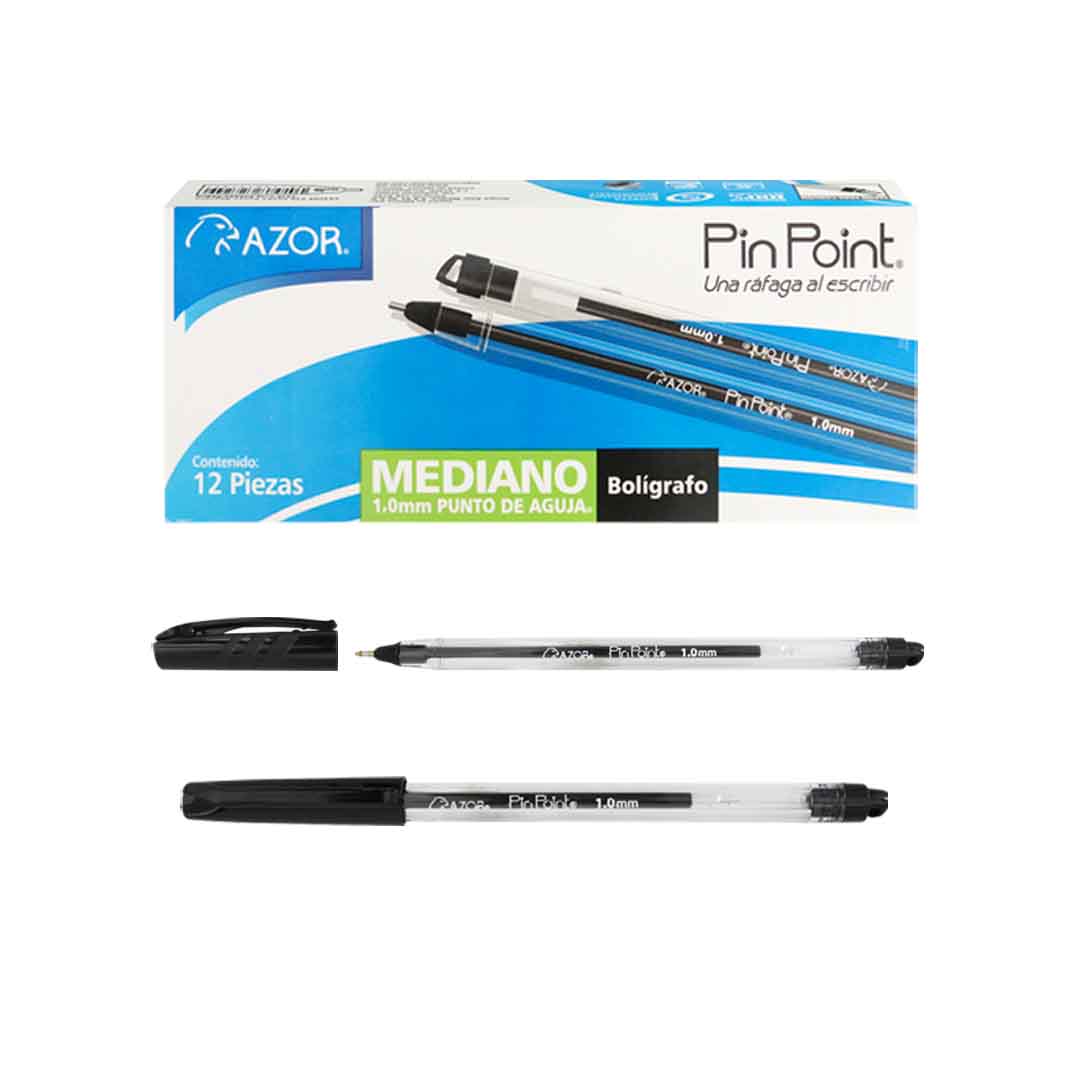 AZOR®
Pin Point®
Una ráfaga al escribir
1.0mm Pin Point® AZOR®
AZOR® Pin Point® 1.0mm
Contenido:
12 Piezas
MEDIANO
1.0mm PUNTO DE AGUJA®
Bolígrafo
AZOR® Pin Point® 1.0mm
AZOR® Pin Point® 1.0mm